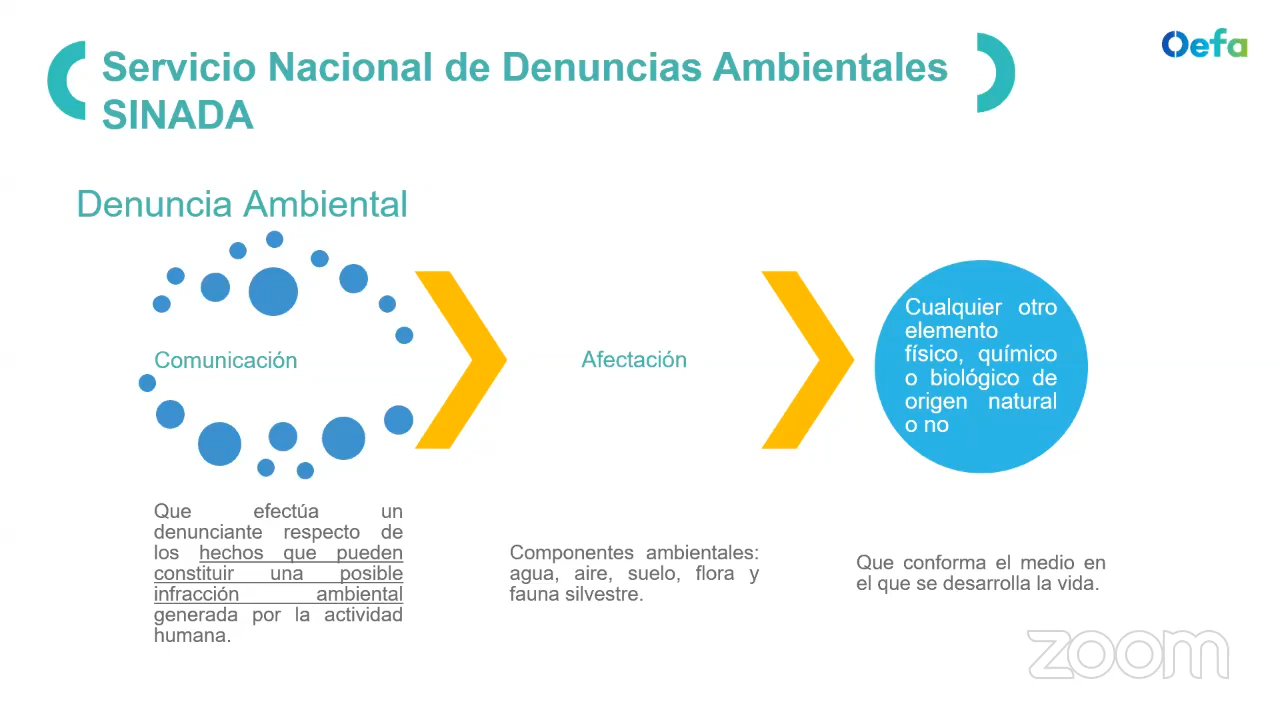 Servicio Nacional de Denuncias Ambientales
SINADA
Oefa
Denuncia Ambiental
Comunicación
Afectación
Cualquier otro
elemento
físico, químico
o biológico de
origen natural
o no
Que efectúa un
denunciante respecto de
los hechos que pueden
constituir una posible
infracción ambiental
generada por la actividad
humana.
Componentes ambientales:
agua, aire, suelo, flora y
fauna silvestre.
Que conforma el medio en
el que se desarrolla la vida.
zoom